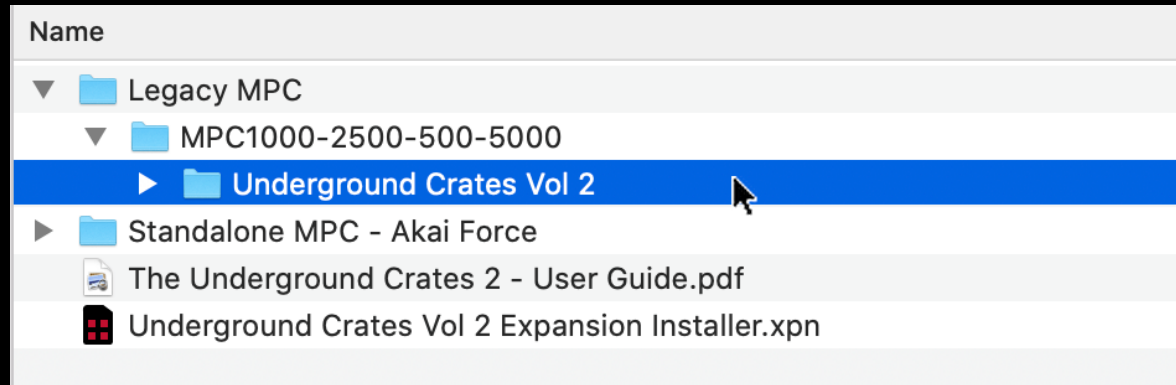 Name
Legacy MPC
MPC1000-2500-500-5000
Underground Crates Vol 2
Standalone MPC - Akai Force
The Underground Crates 2 - User Guide.pdf
Underground Crates Vol 2 Expansion Installer.xpn